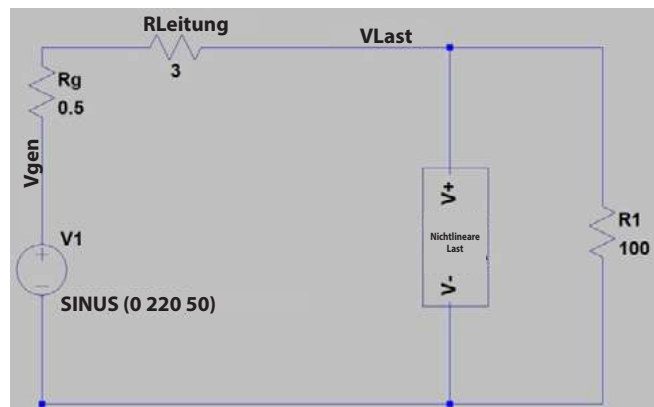 RLeitung
VLast
3
Rg
0.5
Vgen
V+
V1
R1
Nichtlineare
Last
100
V-
SINUS (0 220 50)